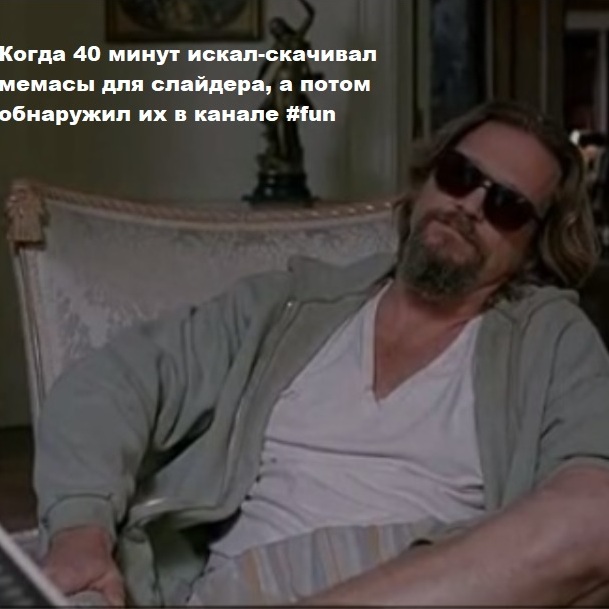 Когда 40 минут искал-скачивал
мемасы для слайдера, а потом
обнаружил их в канале #fun